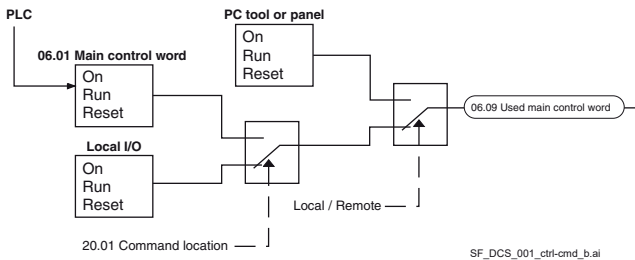 PLC
PC tool or panel
On
Run
Reset
06.01 Main control word
On
Run
Reset
06.09 Used main control word
Local I/O
On
Run
Reset
Local / Remote
20.01 Command location
SF_DCS_001_ctrl-cmd_b.ai